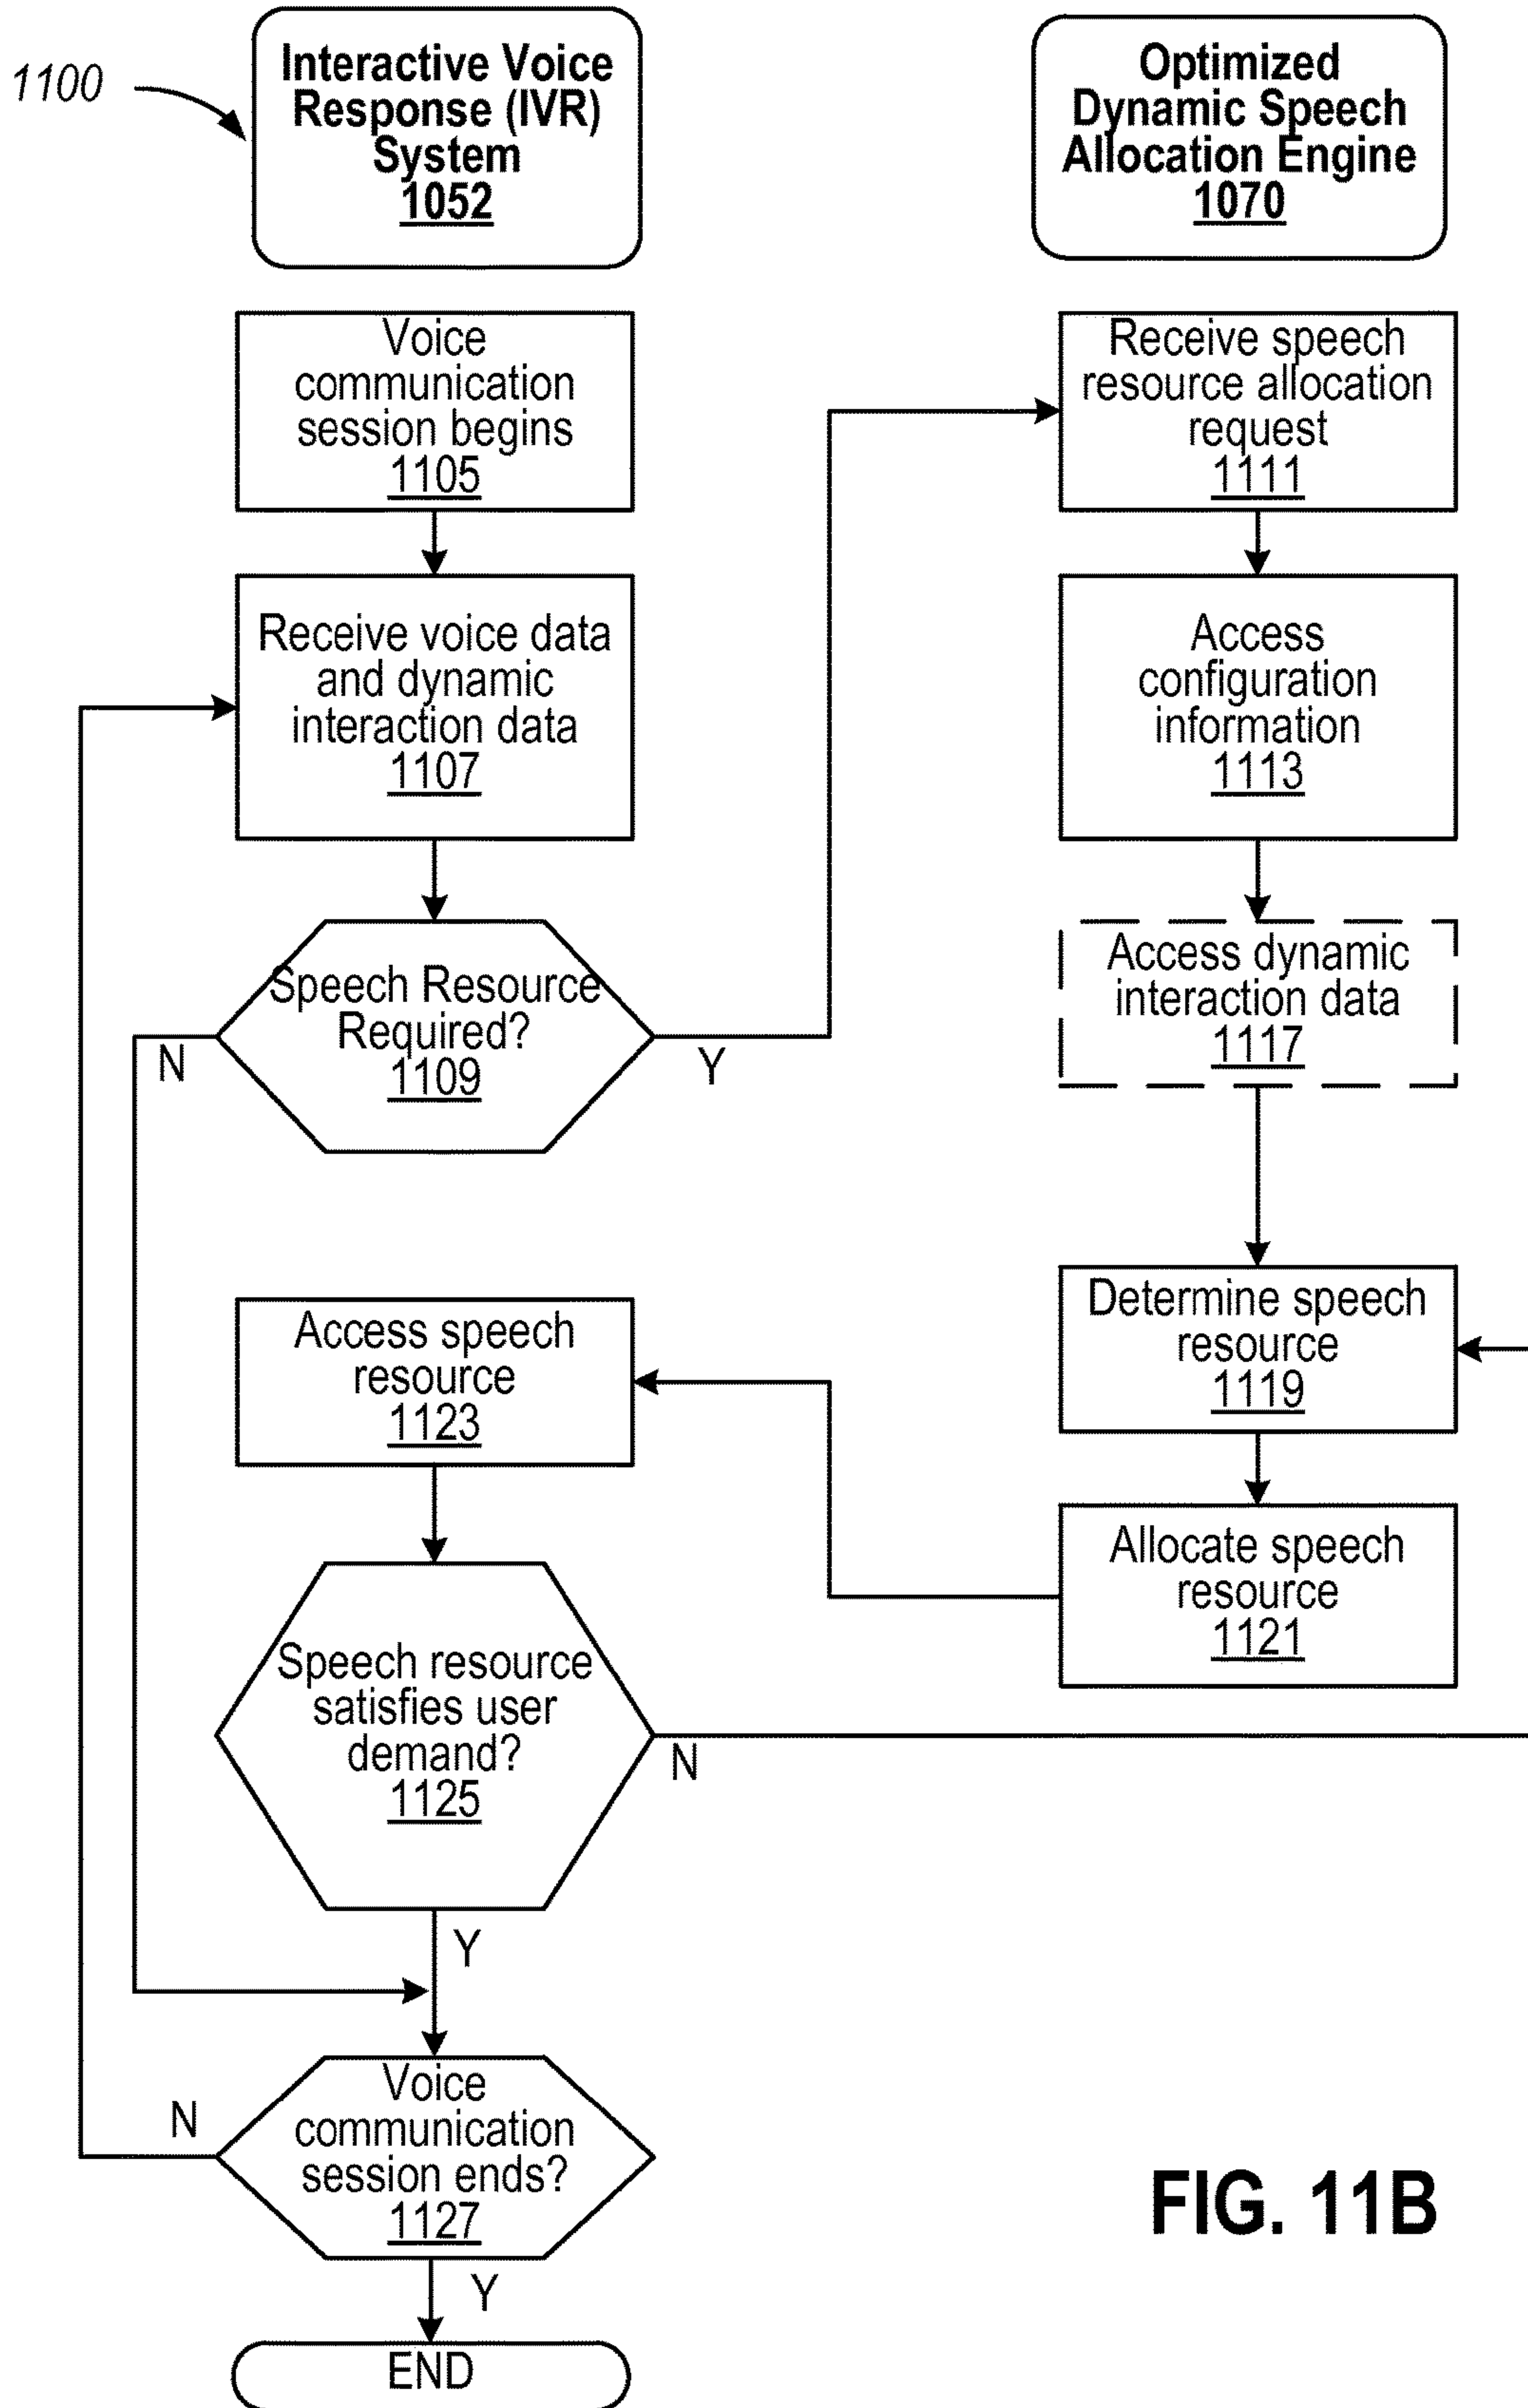 1100
Interactive Voice
Response (IVR)
System
1052
Optimized
Dynamic Speech
Allocation Engine
1070
Voice
communication
session begins
1105
Receive speech
resource allocation
request
1111
Receive voice data
and dynamic
interaction data
1107
Access
configuration
information
1113
Speech Resource
Required?
1109
N
Y
Access dynamic
interaction data
1117
Determine speech
resource
1119
Access speech
resource
1123
Allocate speech
resource
1121
Speech resource
satisfies user
demand?
1125
N
Y
Voice
communication
session ends?
1127
N
Y
END
FIG. 11B